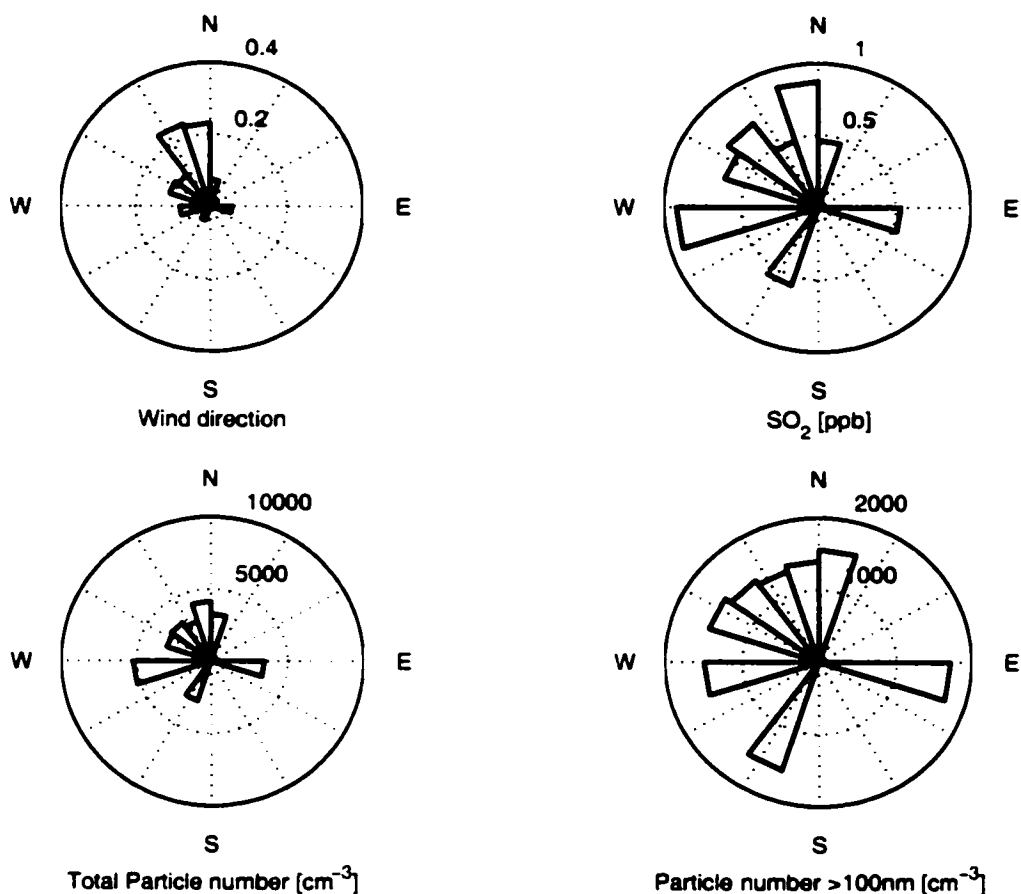 N
0.4
0.2
W
E
S
Wind direction
N
1
0.5
W
E
S
SO2 [ppb]
N
10000
5000
W
E
S
Total Particle number [cm−3]
N
2000
1000
W
E
S
Particle number >100nm [cm−3]